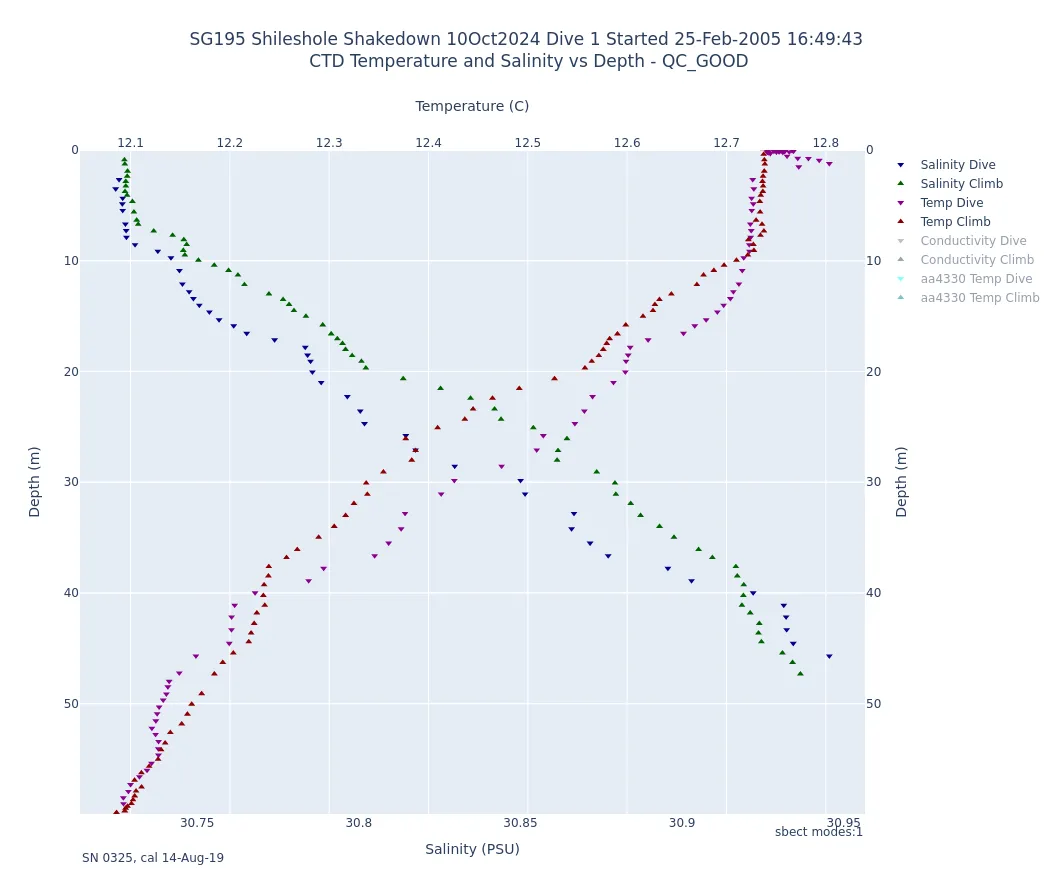 SG195 Shileshole Shakedown 10Oct2024 Dive 1 Started 25-Feb-2005 16:49:43
CTD Temperature and Salinity vs Depth - QC_GOOD
Temperature (C)
12.1 12.2 12.3 12.4 12.5 12.6 12.7 12.8
0 0
10 10
20 20
30 30
40 40
50 50
Depth (m)
Depth (m)
Salinity Dive
Salinity Climb
Temp Dive
Temp Climb
Conductivity Dive
Conductivity Climb
aa4330 Temp Dive
aa4330 Temp Climb
30.75 30.8 30.85 30.9 30.95
sbect modes:1
Salinity (PSU)
SN 0325, cal 14-Aug-19